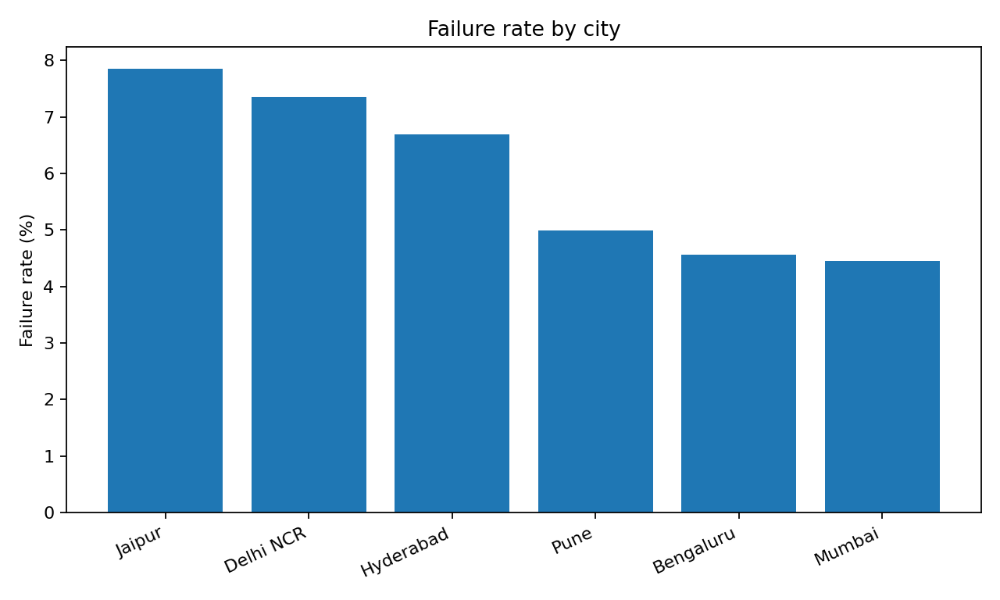 Failure rate by city
Failure rate (%)
8
7
6
5
4
3
2
1
0
Jaipur
Delhi NCR
Hyderabad
Pune
Bengaluru
Mumbai